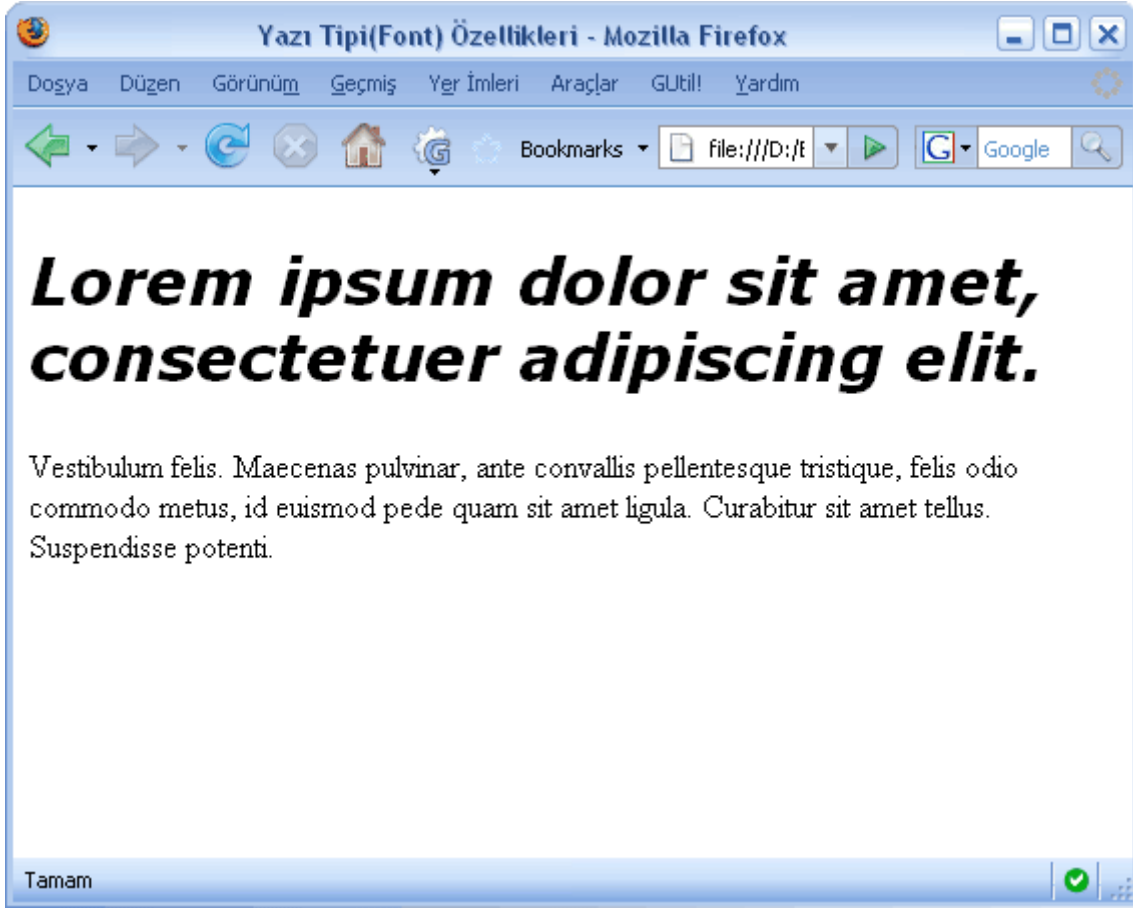 Yazı Tipi(Font) Özellikleri - Mozilla Firefox
Dosya Düzen Görünüm Geçmiş Yer İmleri Araçlar GUtil! Yardım
Bookmarks file:///D:/E G Google
Lorem ipsum dolor sit amet,
consectetuer adipiscing elit.
Vestibulum felis. Maecenas pulvinar, ante convallis pellentesque tristique, felis odio
commodo metus, id euismod pede quam sit amet ligula. Curabitur sit amet tellus.
Suspendisse potenti.
Tamam